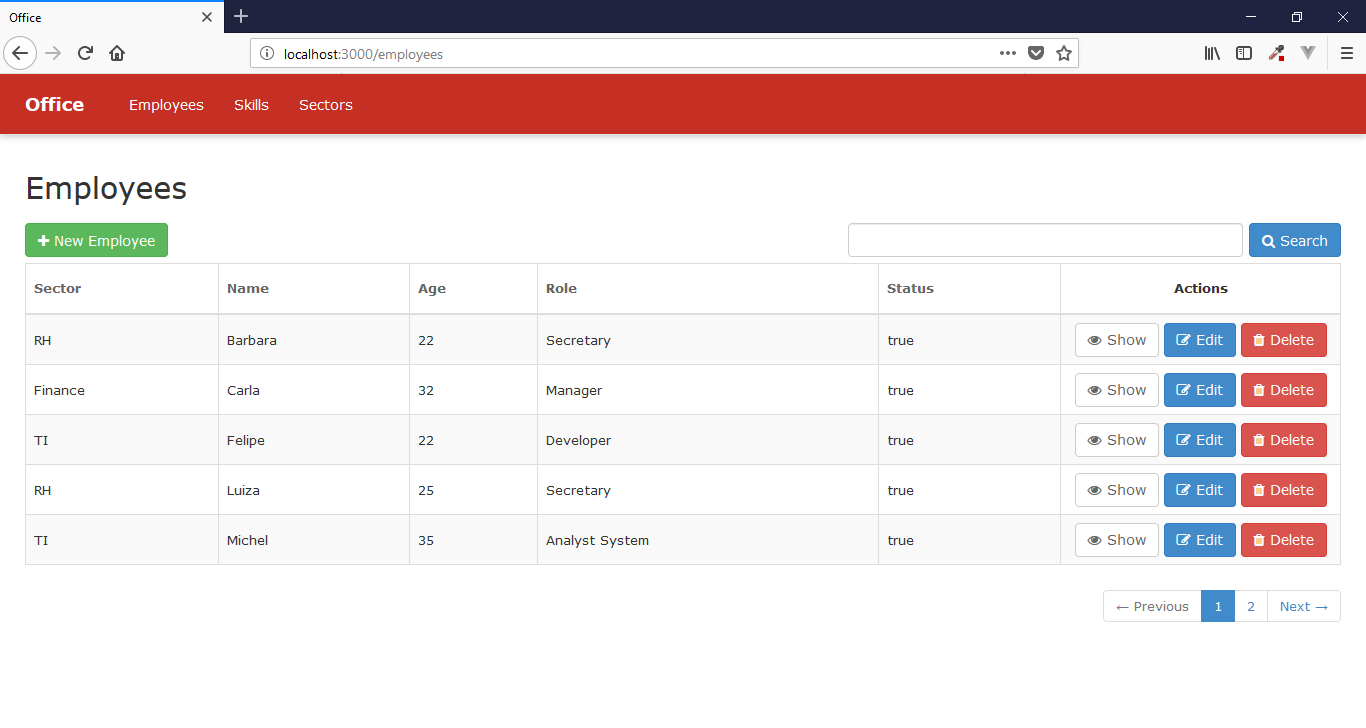 Office
localhost:3000/employees
Office Employees Skills Sectors
Employees
New Employee Search
Sector Name Age Role Status Actions
RH Barbara 22 Secretary true Show Edit Delete
Finance Carla 32 Manager true Show Edit Delete
TI Felipe 22 Developer true Show Edit Delete
RH Luiza 25 Secretary true Show Edit Delete
TI Michel 35 Analyst System true Show Edit Delete
← Previous 1 2 Next →